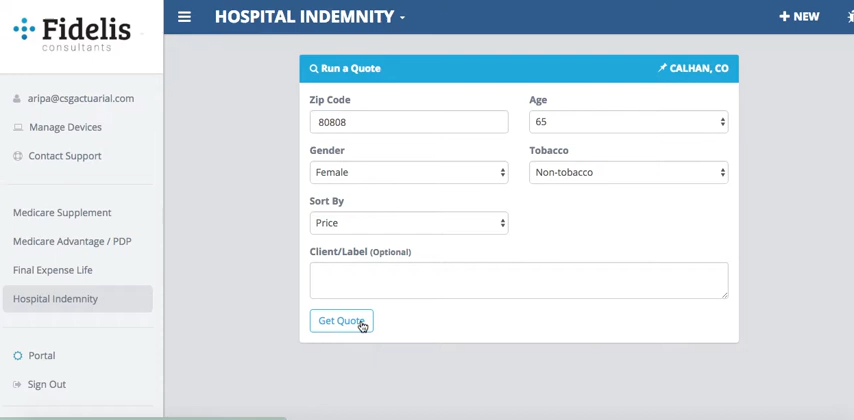 Fidelis
consultants
HOSPITAL INDEMNITY
NEW
aripa@csgactuarial.com
Manage Devices
Contact Support
Medicare Supplement
Medicare Advantage / PDP
Final Expense Life
Hospital Indemnity
Portal
Sign Out
Run a Quote
CALHAN, CO
Zip Code
Age
80808
65
Gender
Tobacco
Female
Non-tobacco
Sort By
Price
Client/Label (Optional)
Get Quote